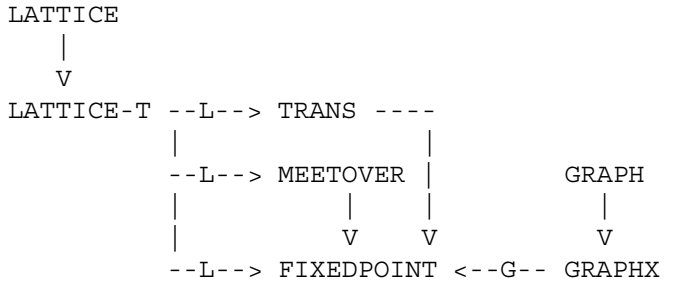 LATTICE
|
V
LATTICE-T --L--> TRANS ----
| |
--L--> MEETOVER | GRAPH
| | | |
| V V V
--L--> FIXEDPOINT <--G-- GRAPHX